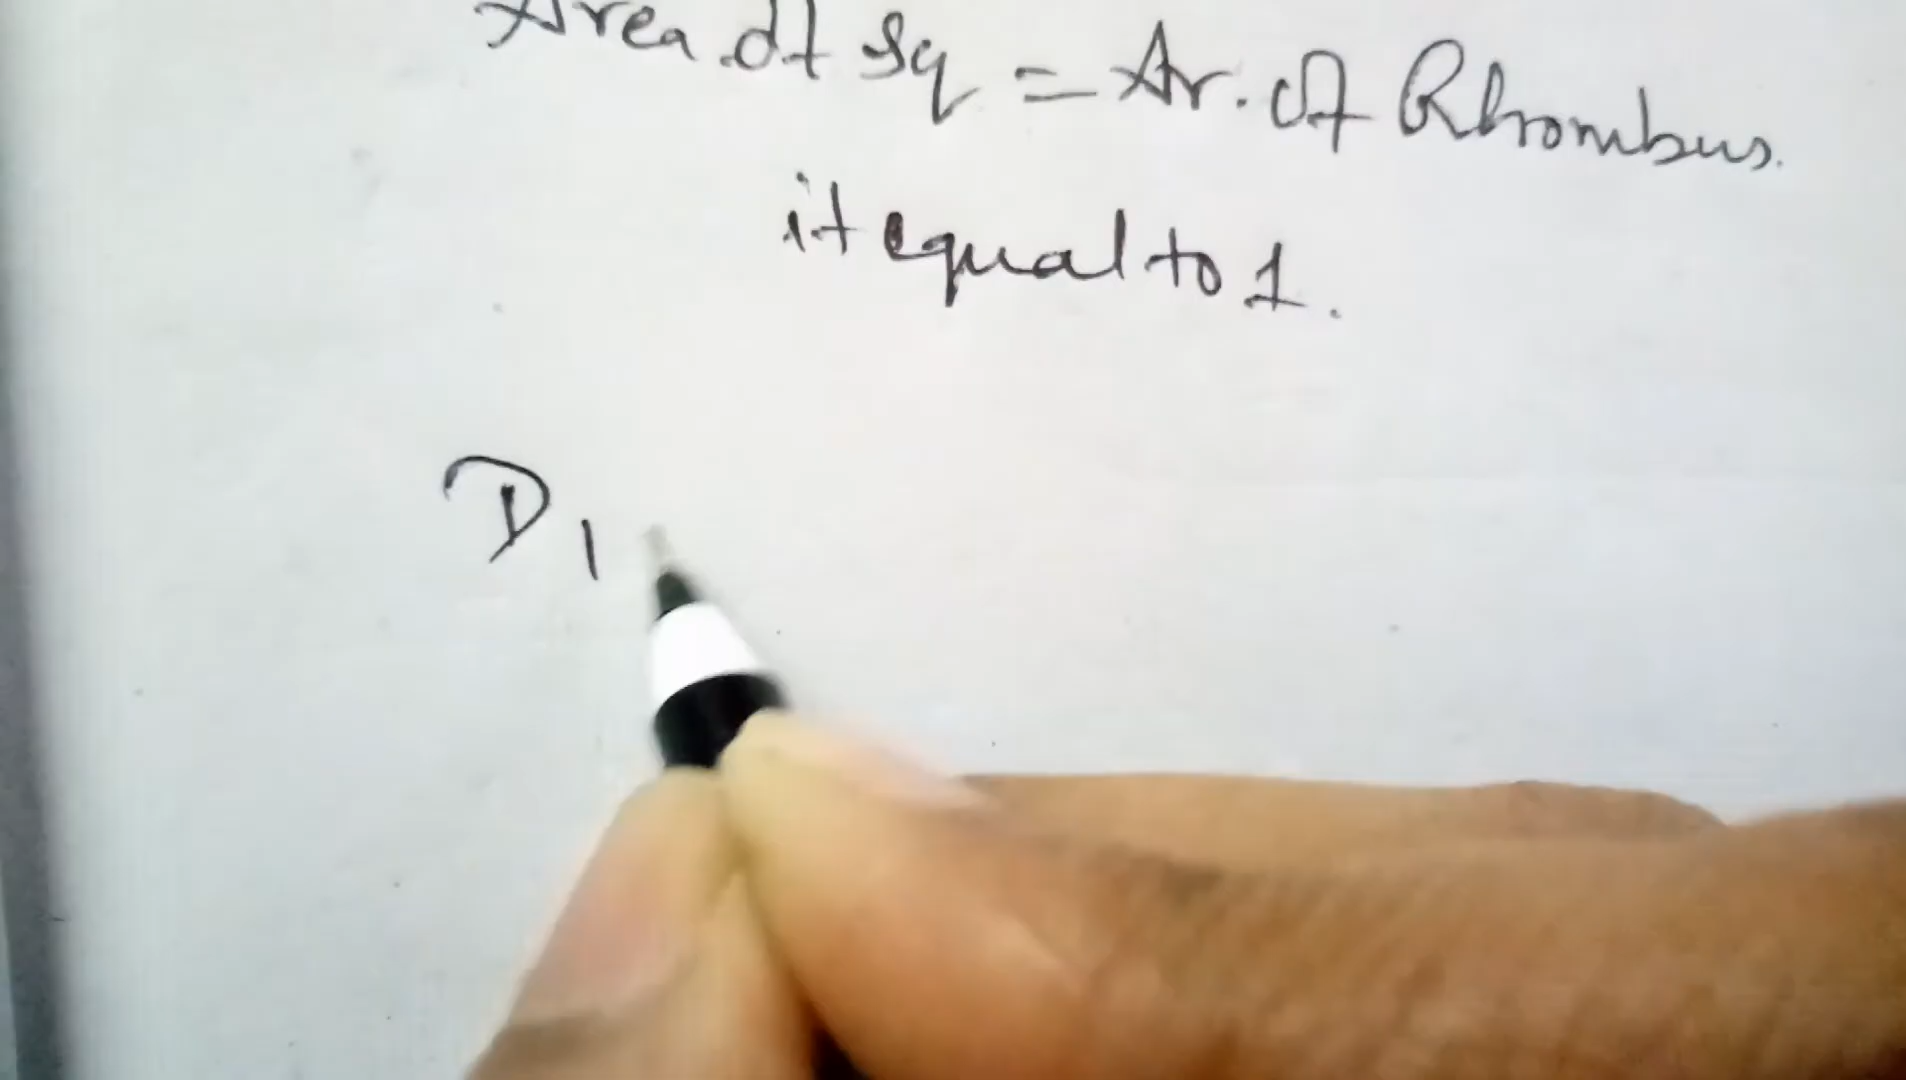 Area of Sq = Ar. of Rhombus.
it equal to 1.
D1